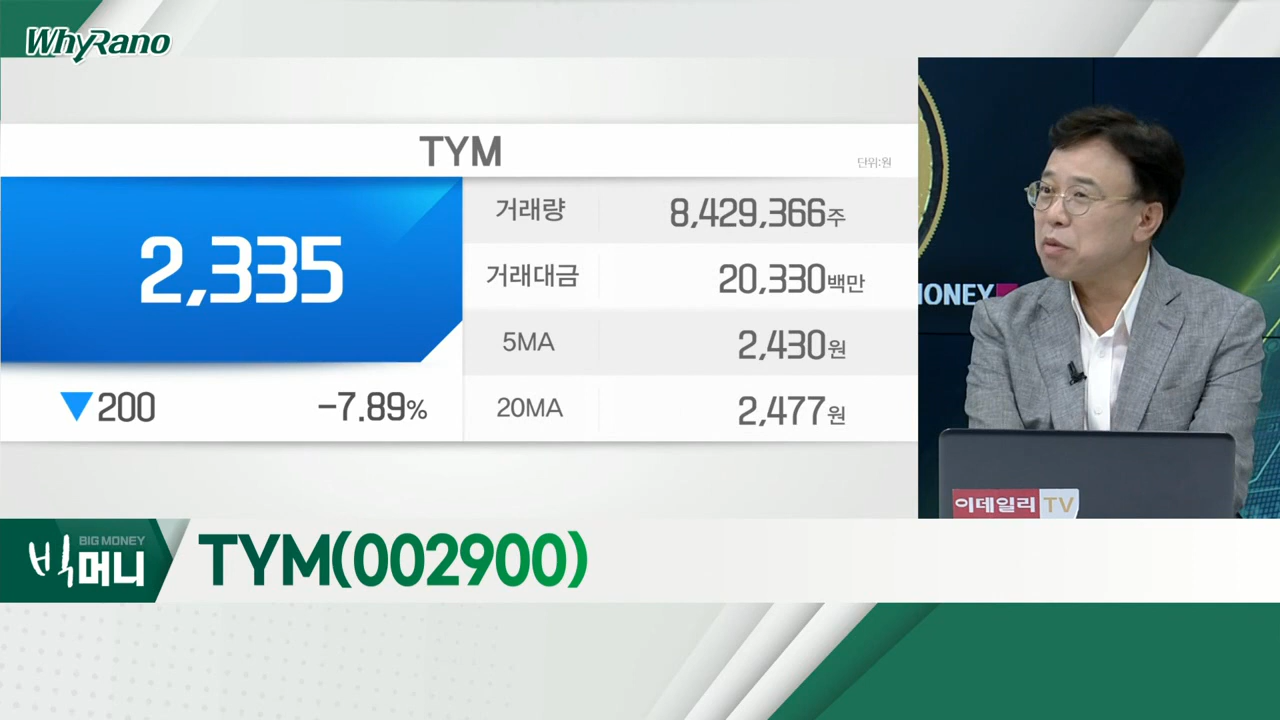 WhyRano
TYM
단위:원
2,335
▼200
-7.89%
거래량
8,429,366주
거래대금
20,330백만
5MA
2,430원
20MA
2,477원
MONEY
이데일리 TV
BIG MONEY
빅머니
TYM(002900)